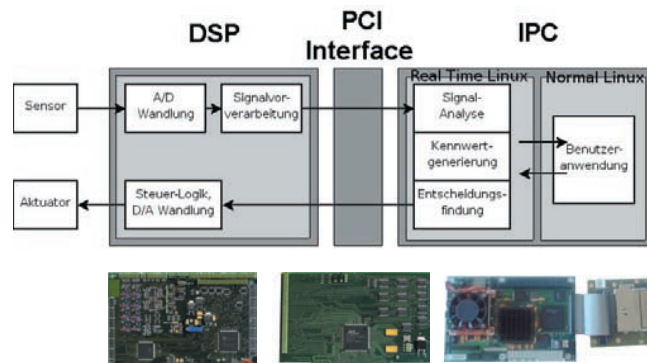 DSP
PCI
Interface
IPC
Real Time Linux
Normal Linux
Sensor
A/D
Wandlung
Signalvor-
verarbeitung
Signal-
Analyse
Kennwert-
generierung
Entscheidungs-
findung
Benutzer-
anwendung
Aktuator
Steuer-Logik,
D/A Wandlung